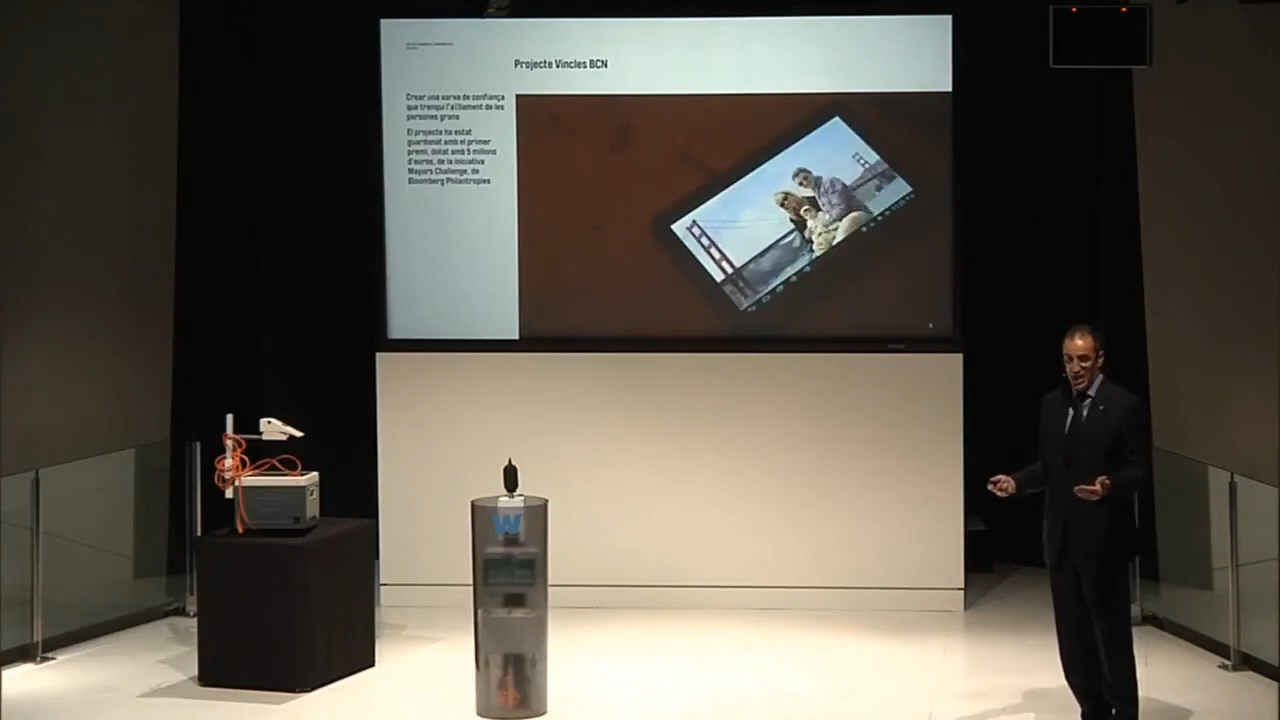 Projecte Vincles BCN
Crear una xarxa de confiança
que trenqui l'aïllament de les
persones grans
El projecte ha estat
guardonat amb el primer
premi, dotat amb 5 milions
d'euros, de la iniciativa
Mayors Challenge, de
Bloomberg Philantropies
W